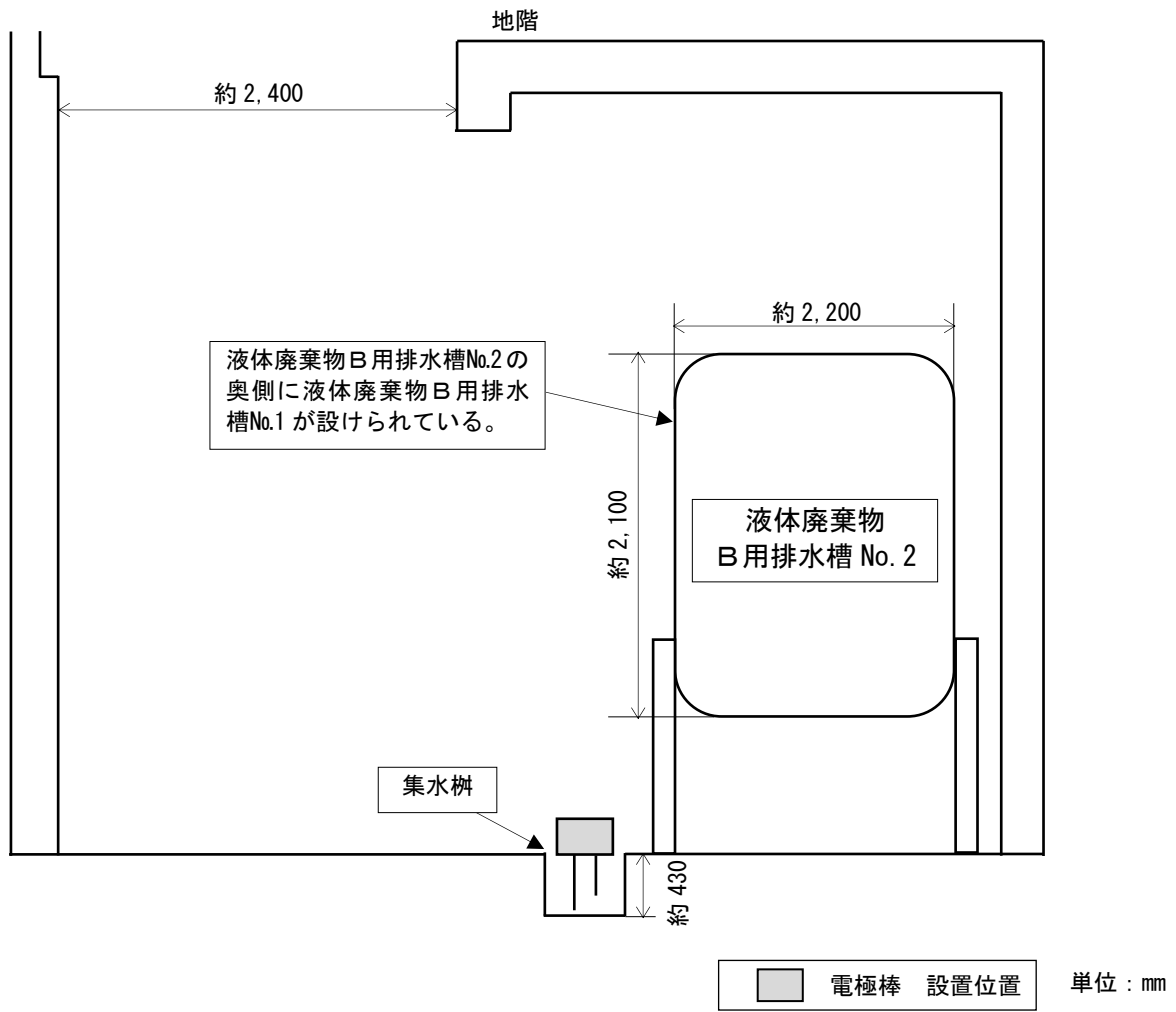 地階
約 2,400
約 2,200
液体廃棄物Ｂ用排水槽№2 の
奥側に液体廃棄物Ｂ用排水
槽№1 が設けられている。
約 2,100
液体廃棄物
Ｂ用排水槽 No. 2
集水桝
約 430
電極棒　設置位置
単位：㎜